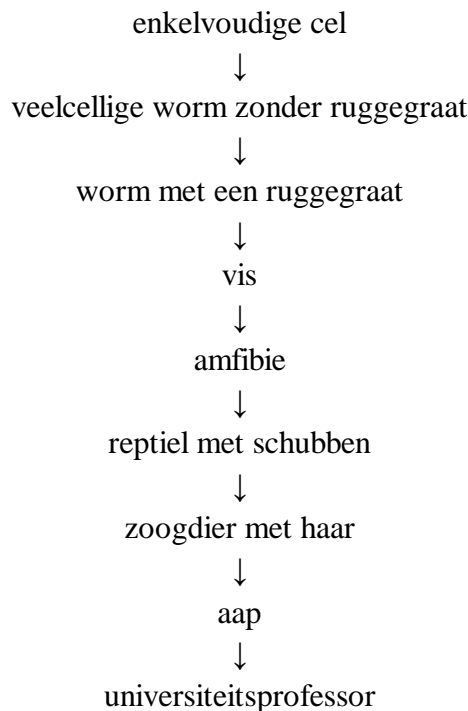 enkelvoudige cel
↓
veelcellige worm zonder ruggegraat
↓
worm met een ruggegraat
↓
vis
↓
amfibie
↓
reptiel met schubben
↓
zoogdier met haar
↓
aap
↓
universiteitsprofessor